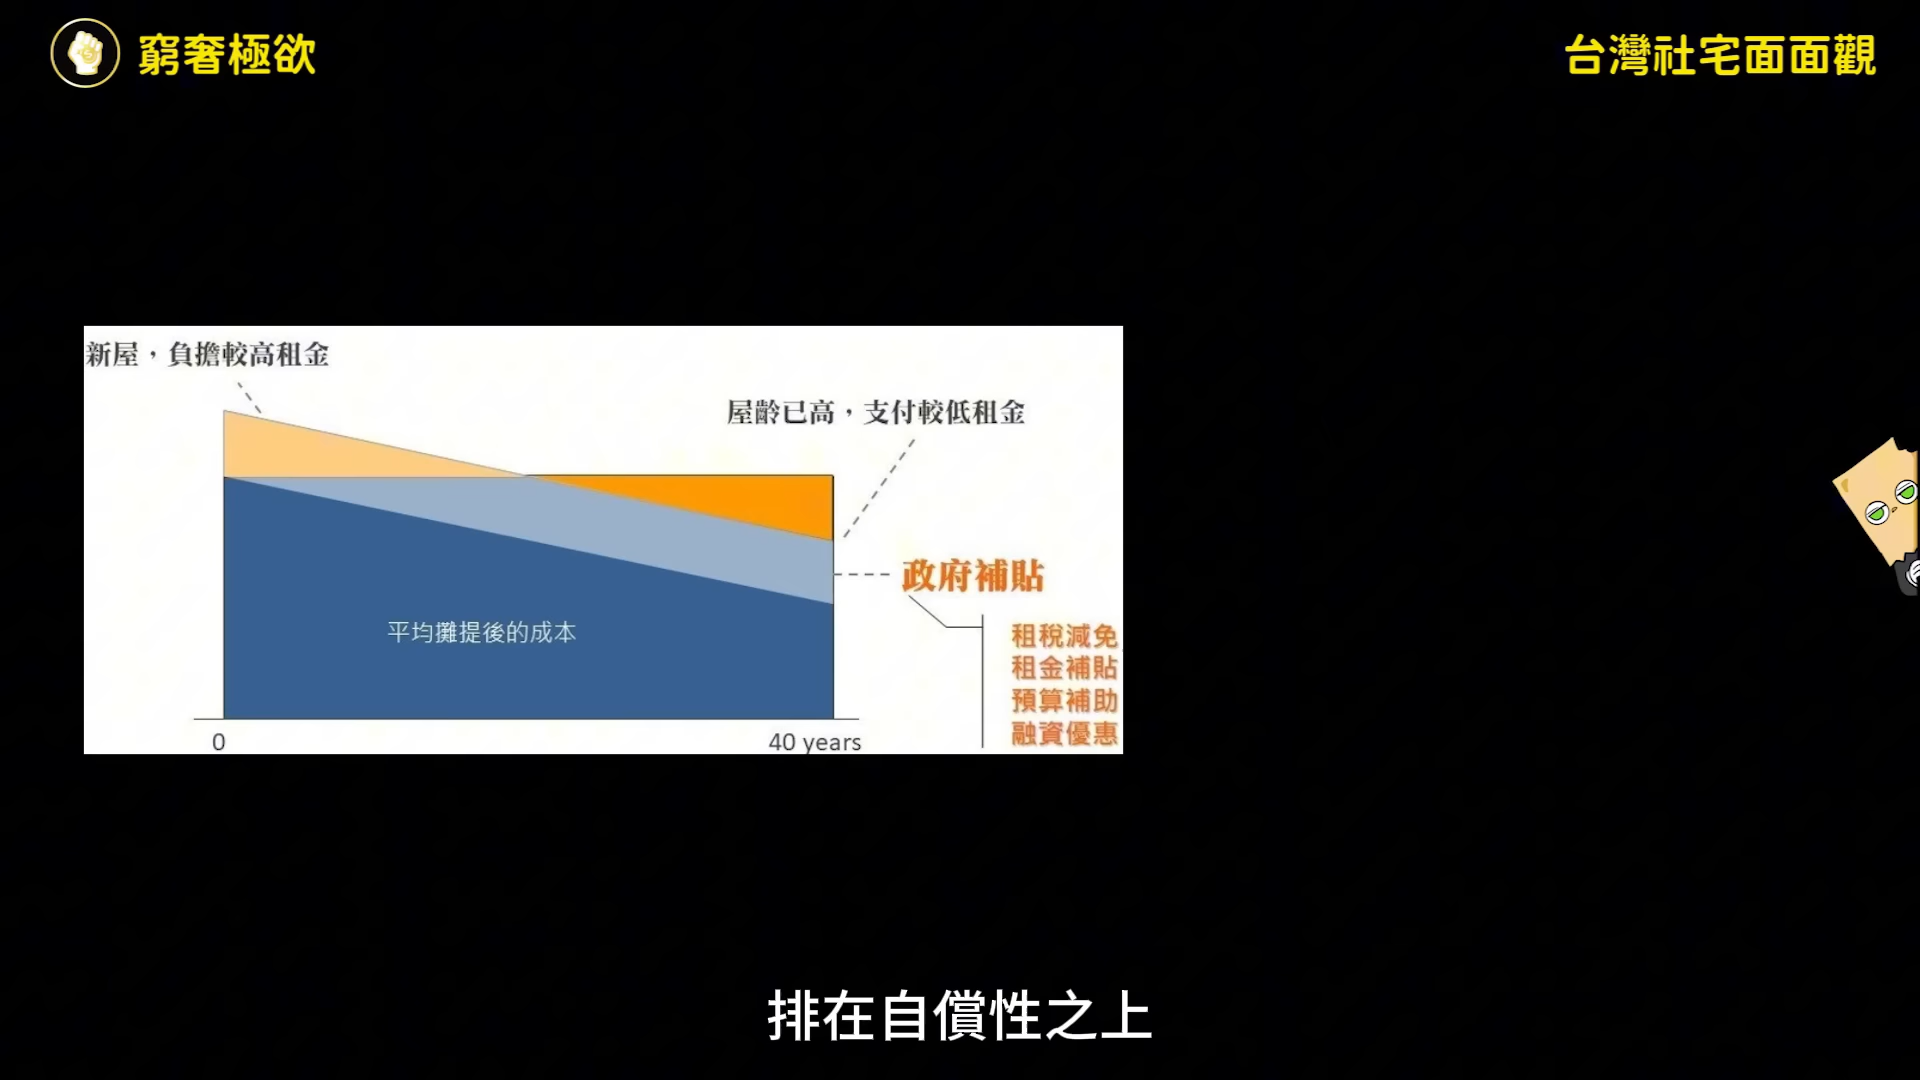 窮奢極欲
台灣社宅面面觀
新屋，負擔較高租金
屋齡已高，支付較低租金
政府補貼
平均攤提後的成本
租稅減免
租金補貼
預算補助
融資優惠
0
40 years
排在自償性之上